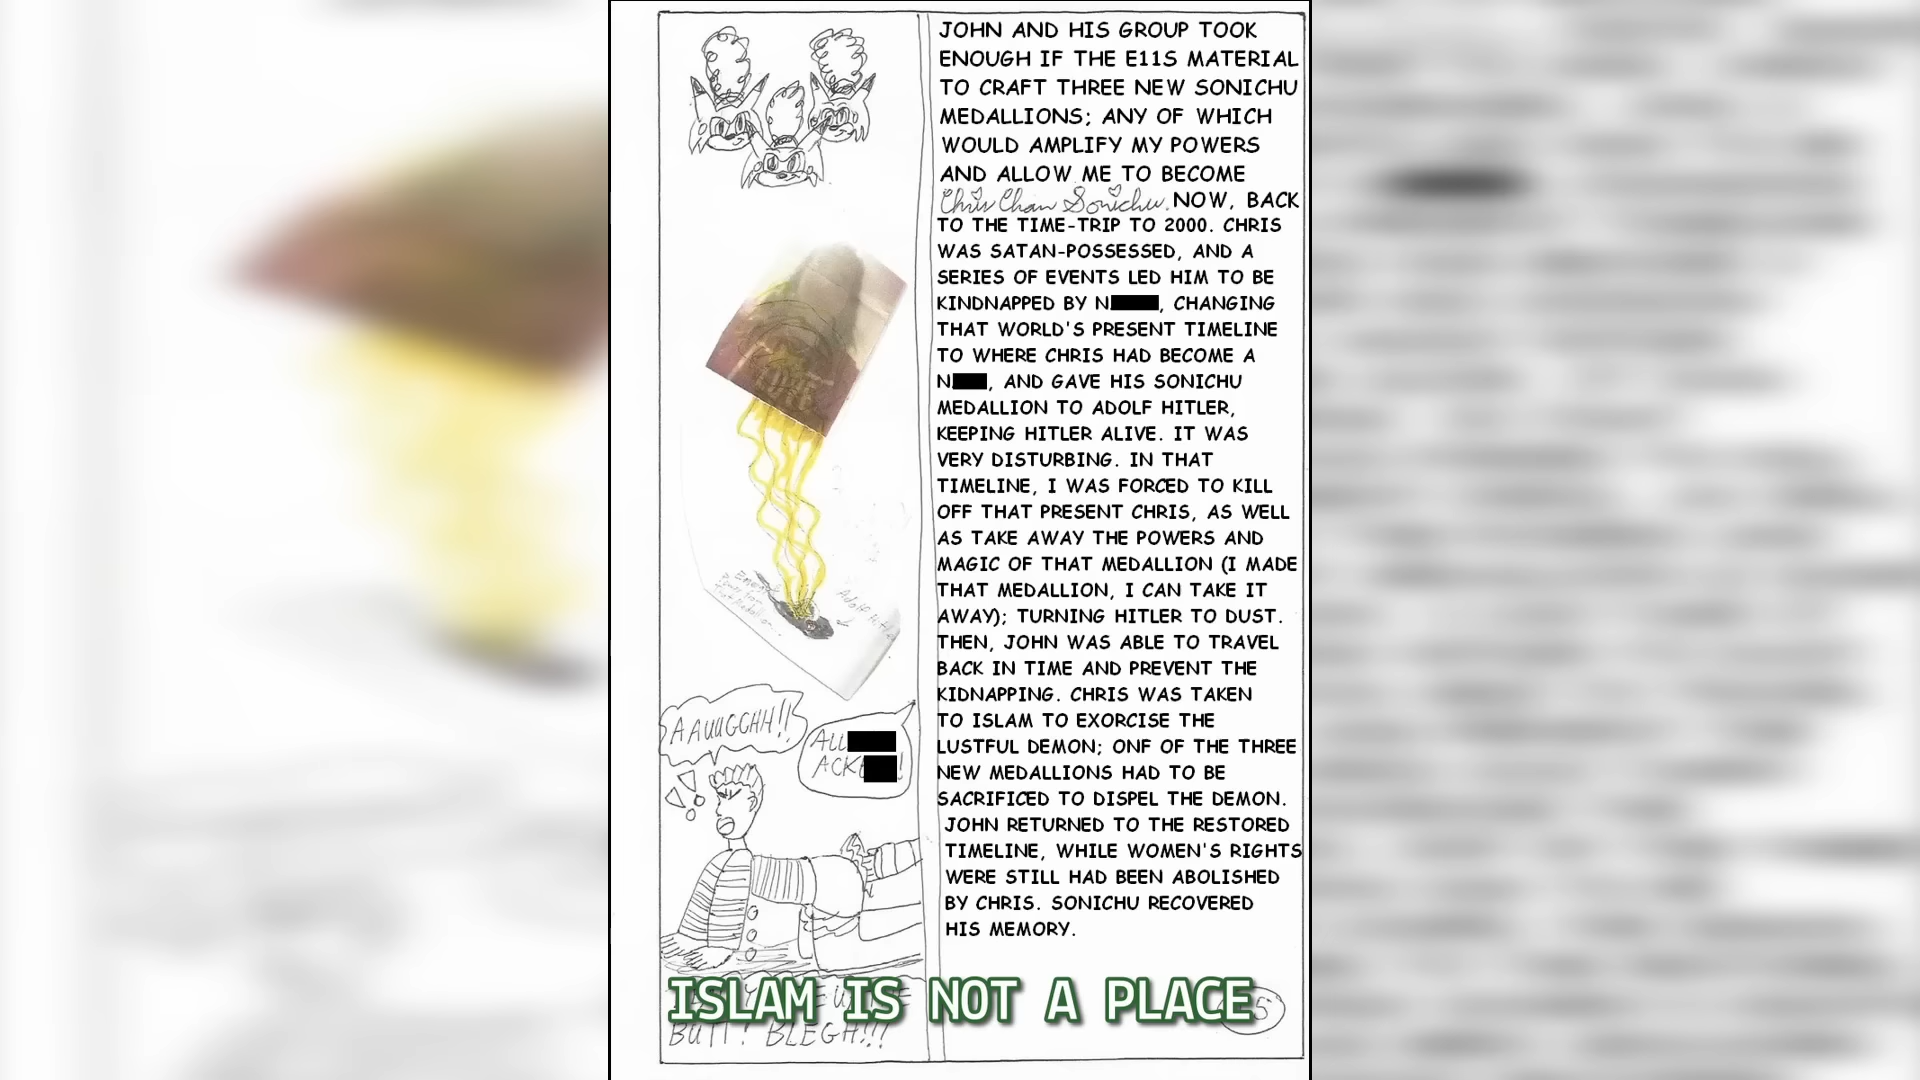 JOHN AND HIS GROUP TOOK
ENOUGH IF THE E11S MATERIAL
TO CRAFT THREE NEW SONICHU
MEDALLIONS; ANY OF WHICH
WOULD AMPLIFY MY POWERS
AND ALLOW ME TO BECOME
Chris Chan Sonichu. NOW, BACK
TO THE TIME-TRIP TO 2000. CHRIS
WAS SATAN-POSSESSED, AND A
SERIES OF EVENTS LED HIM TO BE
KINDNAPPED BY N, CHANGING
THAT WORLD'S PRESENT TIMELINE
TO WHERE CHRIS HAD BECOME A
N, AND GAVE HIS SONICHU
MEDALLION TO ADOLF HITLER,
KEEPING HITLER ALIVE. IT WAS
VERY DISTURBING. IN THAT
TIMELINE, I WAS FORCED TO KILL
OFF THAT PRESENT CHRIS, AS WELL
AS TAKE AWAY THE POWERS AND
MAGIC OF THAT MEDALLION (I MADE
THAT MEDALLION, I CAN TAKE IT
AWAY); TURNING HITLER TO DUST.
THEN, JOHN WAS ABLE TO TRAVEL
BACK IN TIME AND PREVENT THE
KIDNAPPING. CHRIS WAS TAKEN
TO ISLAM TO EXORCISE THE
LUSTFUL DEMON; ONF OF THE THREE
NEW MEDALLIONS HAD TO BE
SACRIFICED TO DISPEL THE DEMON.
JOHN RETURNED TO THE RESTORED
TIMELINE, WHILE WOMEN'S RIGHTS
WERE STILL HAD BEEN ABOLISHED
BY CHRIS. SONICHU RECOVERED
HIS MEMORY.
AAUUGGHH!!
ALL
ACK !
ISLAM IS NOT A PLACE
BUTT! BLEGH!!!